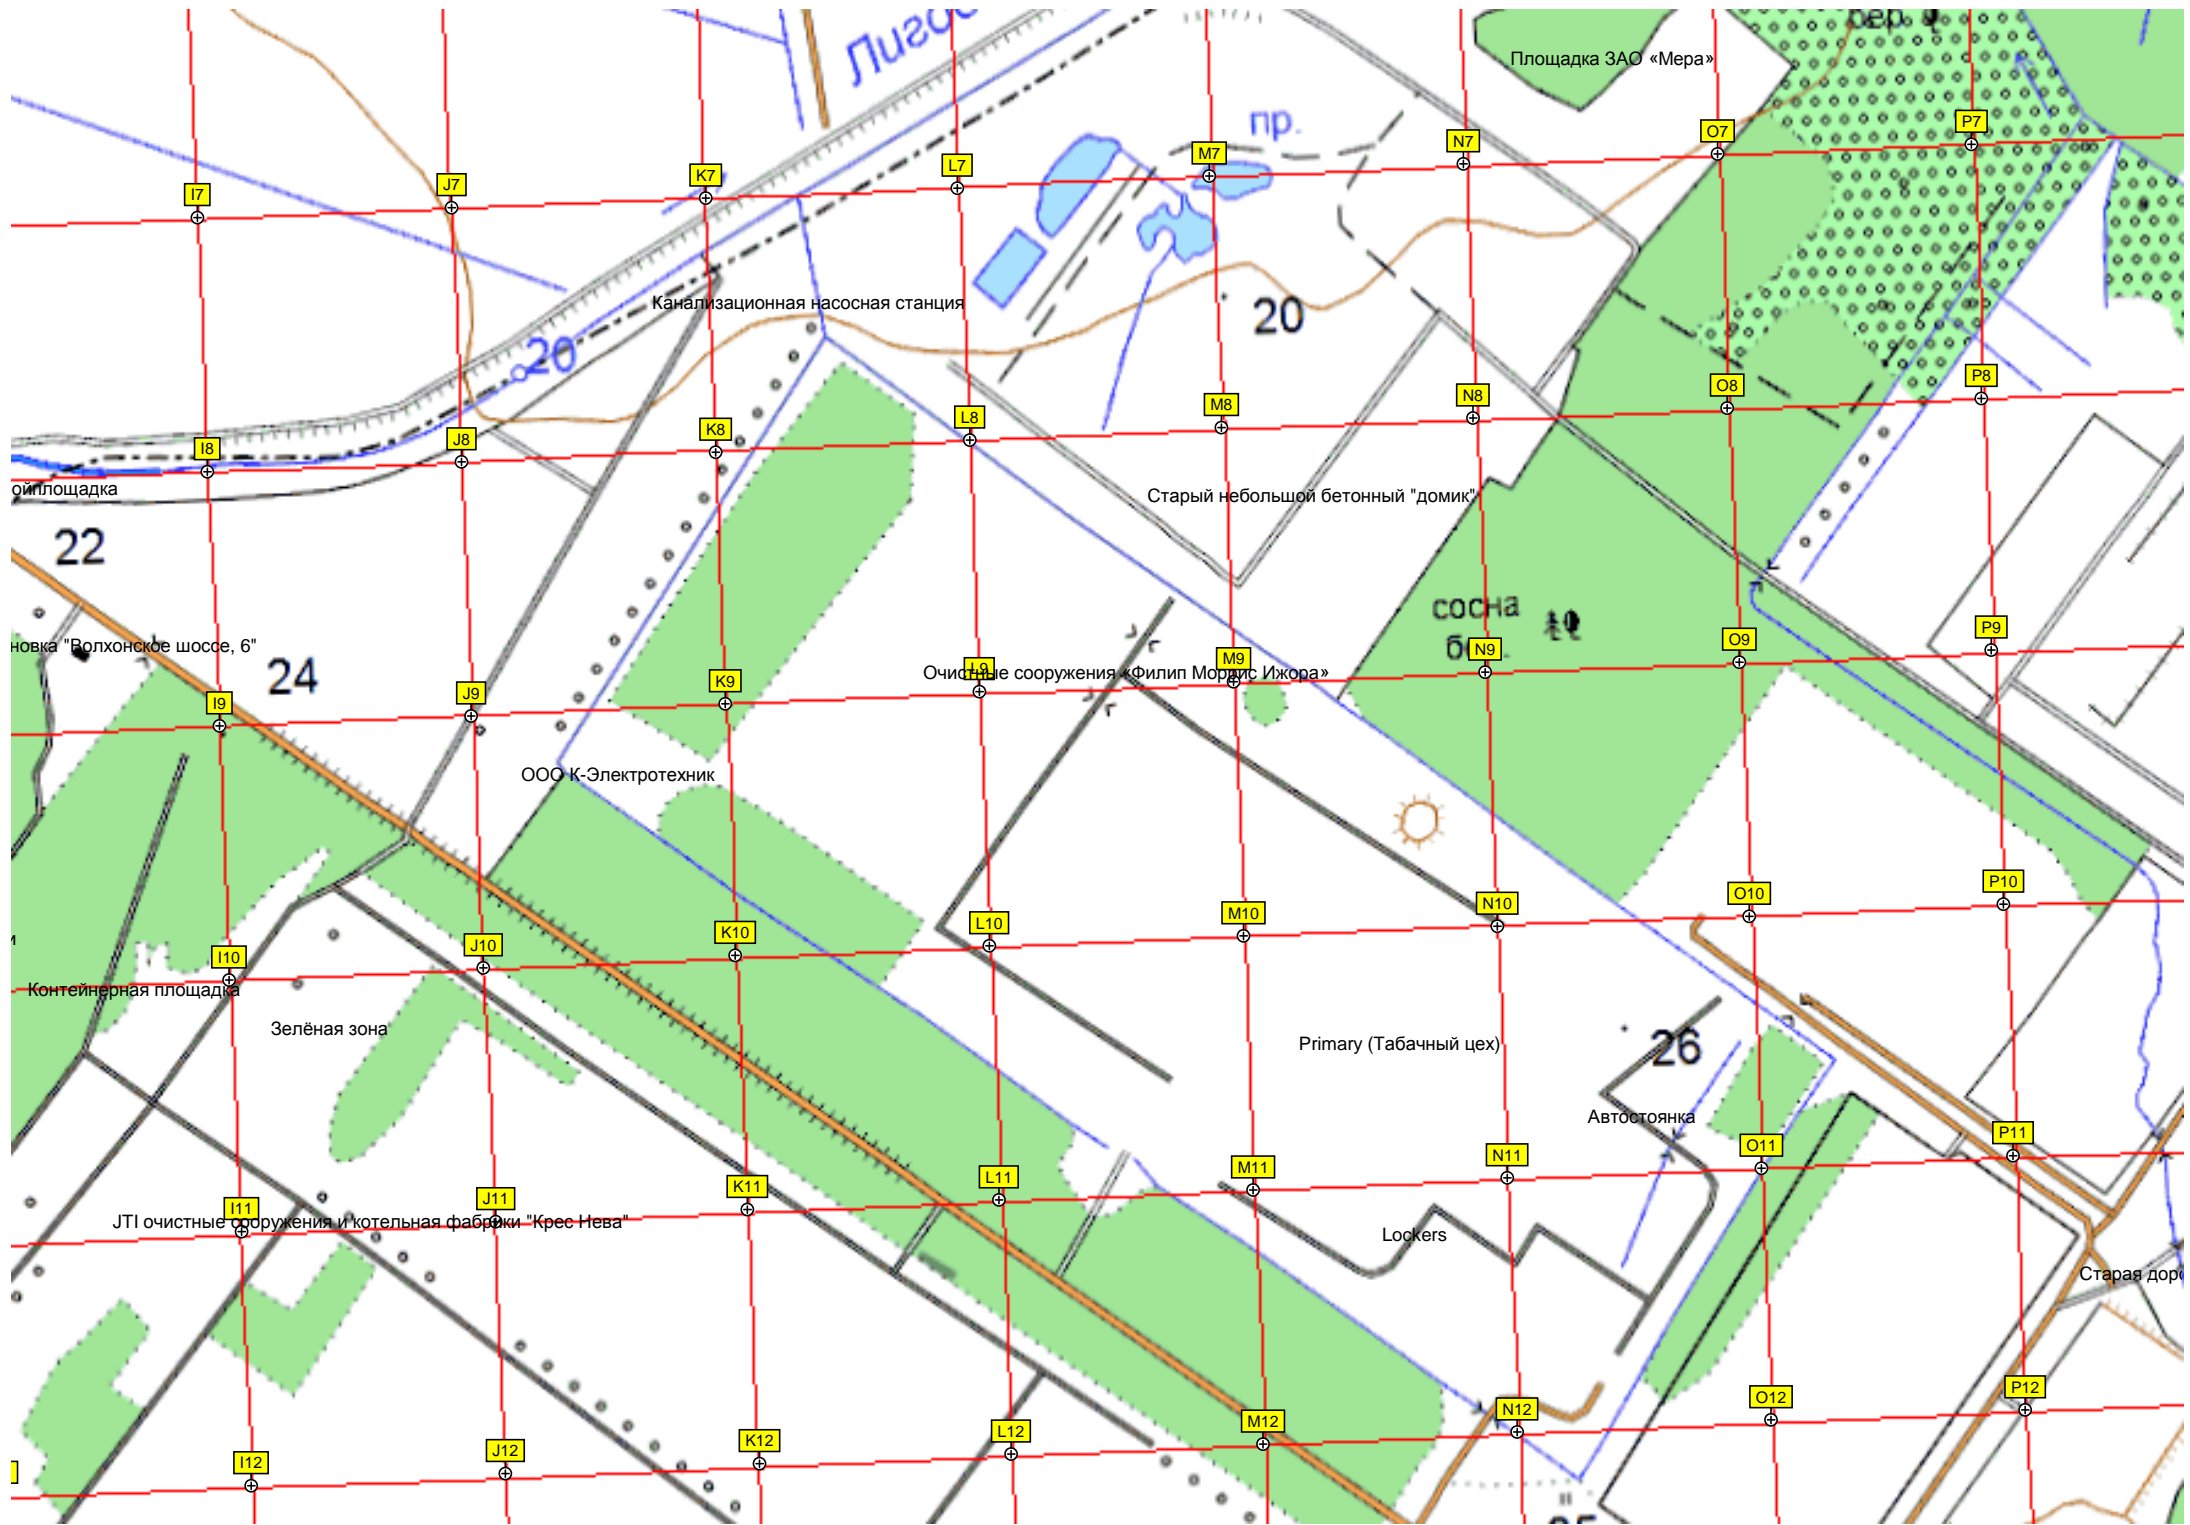 Площадка ЗАО «Мера»
пр.
I7
J7
K7
L7
M7
N7
O7
P7
Канализационная насосная станция
20
20
I8
J8
K8
L8
M8
N8
O8
P8
Старый небольшой бетонный "домик"
22
сосна
"Волхонское шоссе, 6"
24
I9
J9
K9
L9
M9
N9
O9
P9
Очистные сооружения «Филип Моррис Ижора»
ООО К-Электротехник
I10
J10
K10
L10
M10
N10
O10
P10
Контейнерная площадка
Зелёная зона
Primary (Табачный цех)
26
Автостоянка
I11
J11
K11
L11
M11
N11
O11
P11
JTI очистные сооружения и котельная фабрики "Крес Нева"
Lockers
Старая
I12
J12
K12
L12
M12
N12
O12
P12